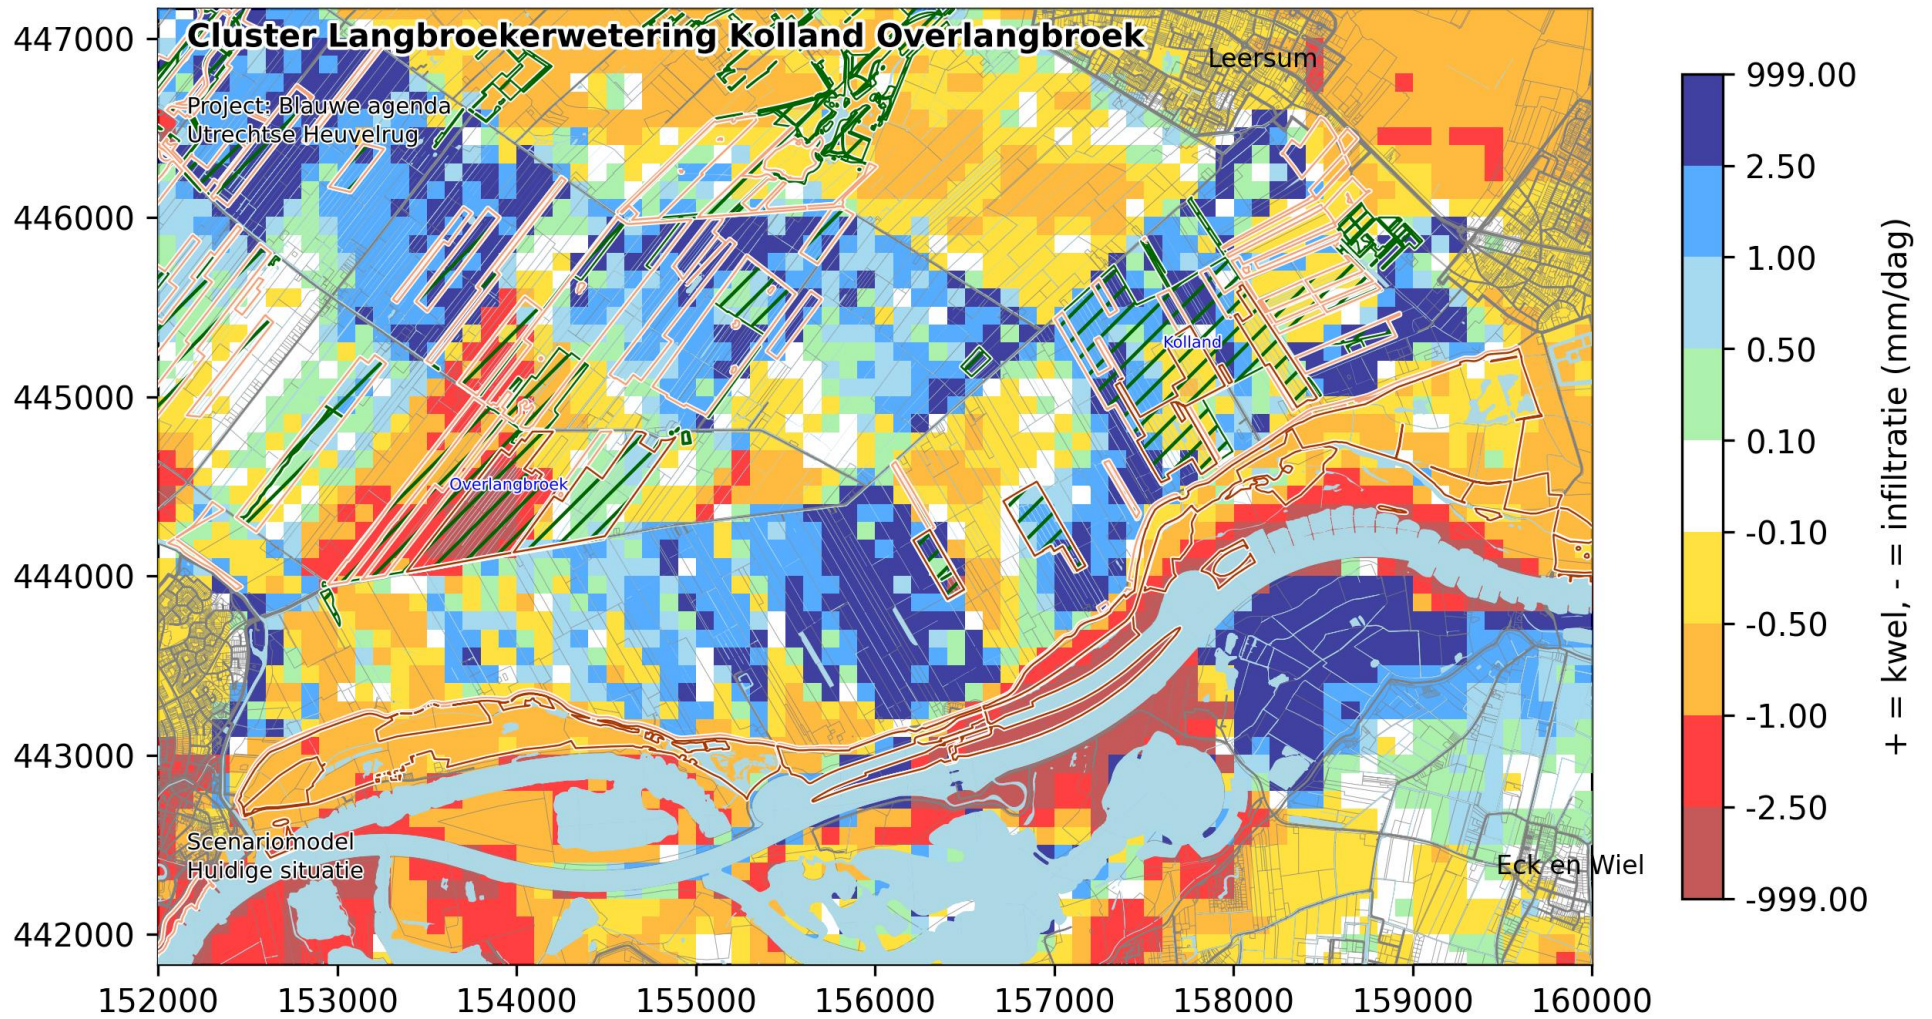 Cluster Langbroekerwetering Kolland Overlangbroek
Leersum
Project: Blauwe agenda
Utrechtse Heuvelrug
Kolland
Overlangbroek
Scenariomodel
Huidige situatie
Eck en Wiel
447000
446000
445000
444000
443000
442000
152000
153000
154000
155000
156000
157000
158000
159000
160000
999.00
2.50
1.00
0.50
0.10
-0.10
-0.50
-1.00
-2.50
-999.00
+ = kwel, - = infiltratie (mm/dag)